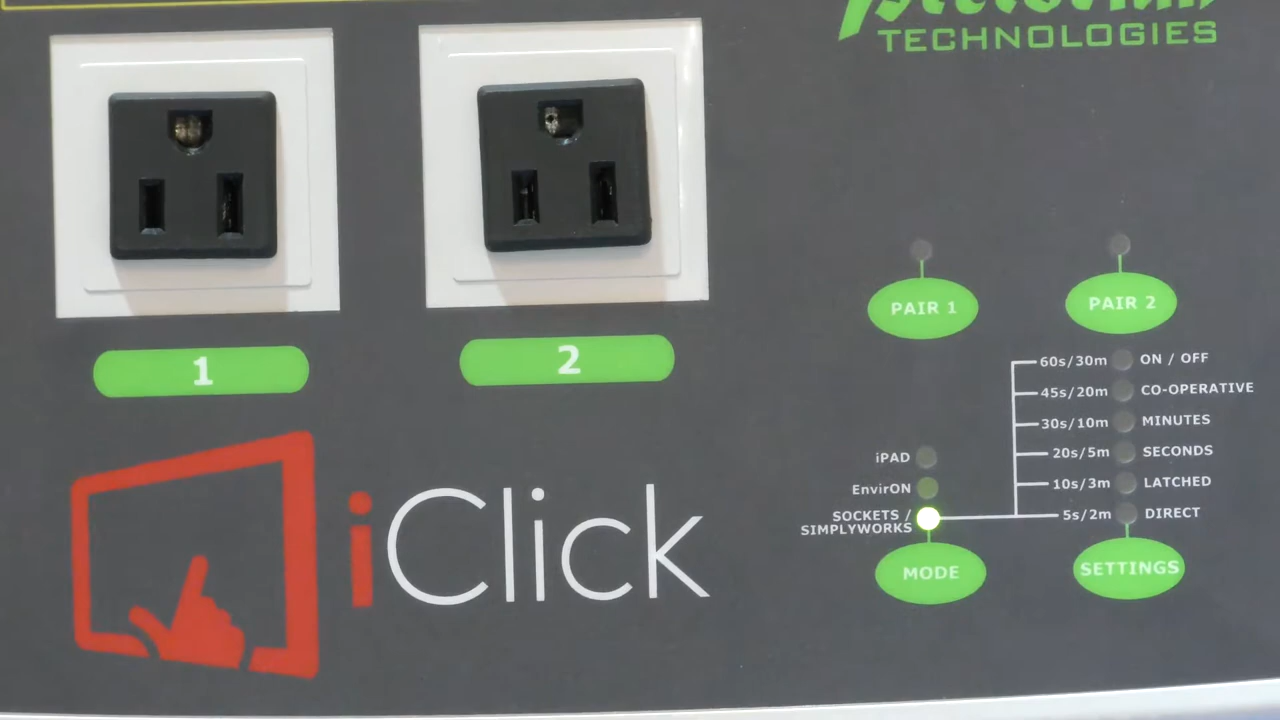 TECHNOLOGIES
1
2
PAIR 1
PAIR 2
60s/30m ON / OFF
45s/20m CO-OPERATIVE
30s/10m MINUTES
20s/5m SECONDS
10s/3m LATCHED
5s/2m DIRECT
iPAD
EnvirON
SOCKETS /
SIMPLYWORKS
MODE
SETTINGS
iClick